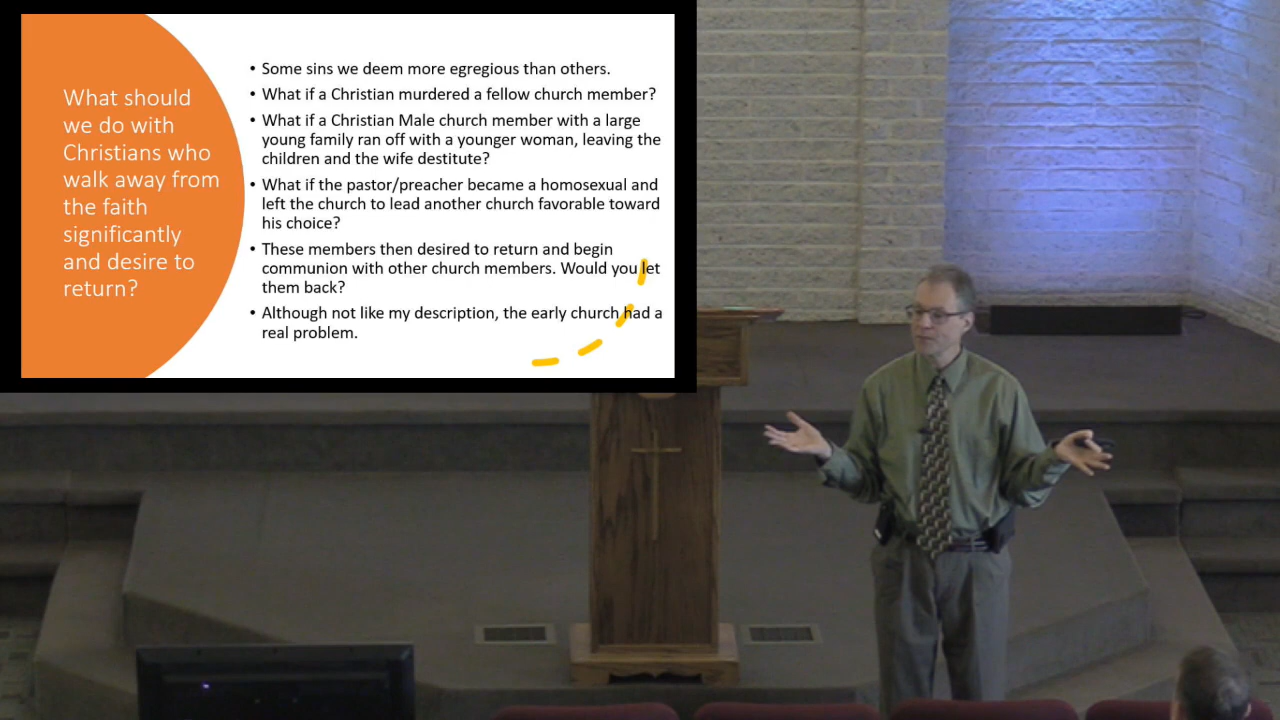 What should
we do with
Christians who
walk away from
the faith
significantly
and desire to
return?
• Some sins we deem more egregious than others.
• What if a Christian murdered a fellow church member?
• What if a Christian Male church member with a large
young family ran off with a younger woman, leaving the
children and the wife destitute?
• What if the pastor/preacher became a homosexual and
left the church to lead another church favorable toward
his choice?
• These members then desired to return and begin
communion with other church members. Would you let
them back?
• Although not like my description, the early church had a
real problem.